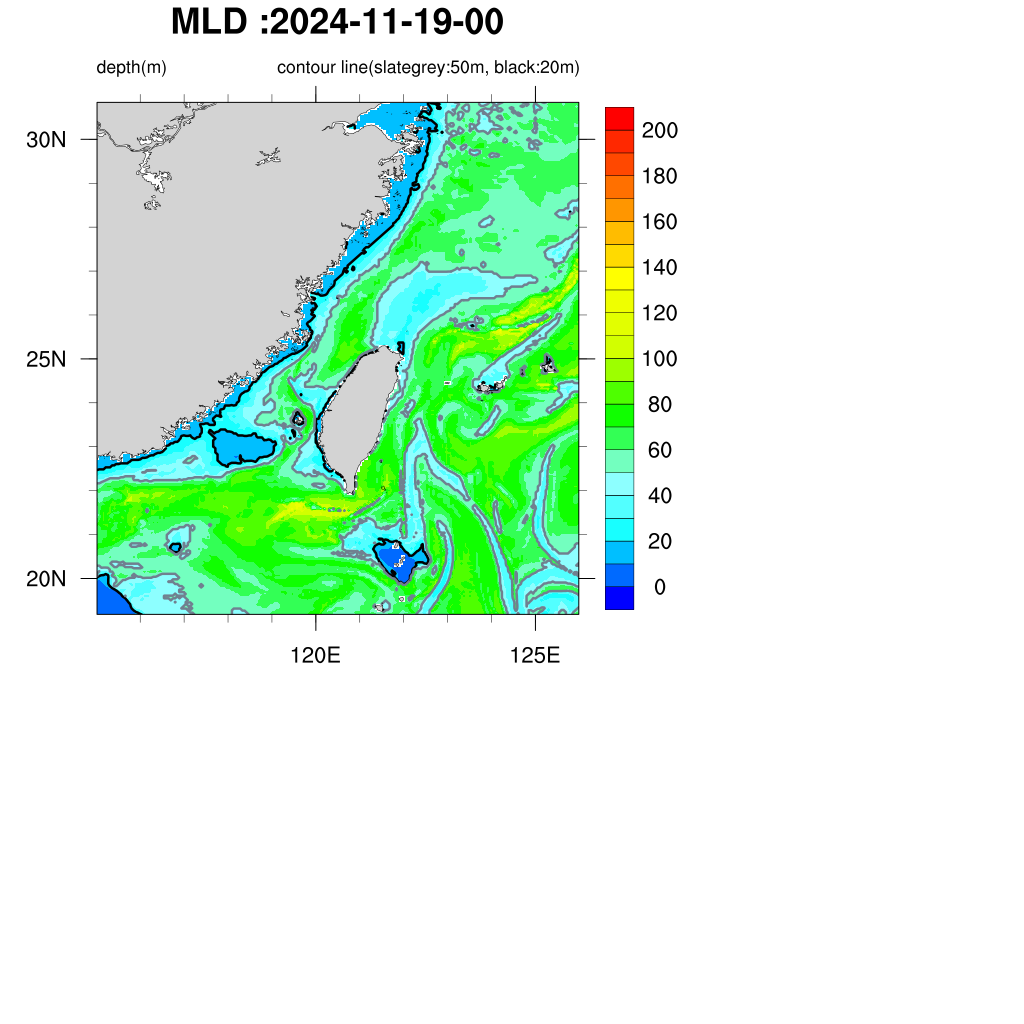 MLD :2024-11-19-00
depth(m)
contour line(slategrey:50m, black:20m)
30N
25N
20N
120E
125E
200
180
160
140
120
100
80
60
40
20
0